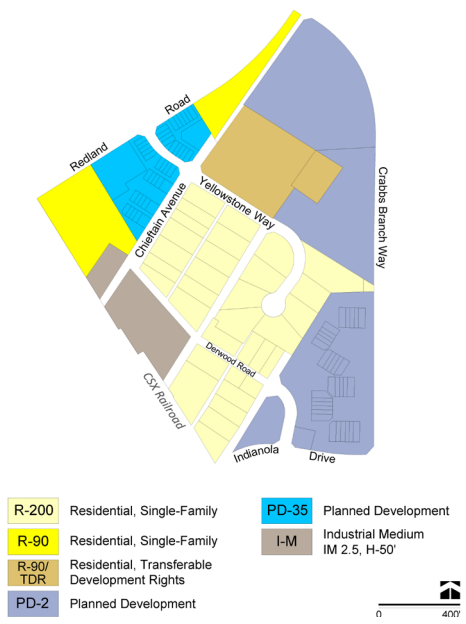 Redland
Road
Chieftain Avenue
Yellowstone Way
Crabbs Branch Way
Derwood Road
CSX Railroad
Indianola
Drive
R-200 Residential, Single-Family
R-90 Residential, Single-Family
R-90/
TDR
Residential, Transferable
Development Rights
PD-2 Planned Development
PD-35 Planned Development
I-M
Industrial Medium
IM 2.5, H-50'
0 400'